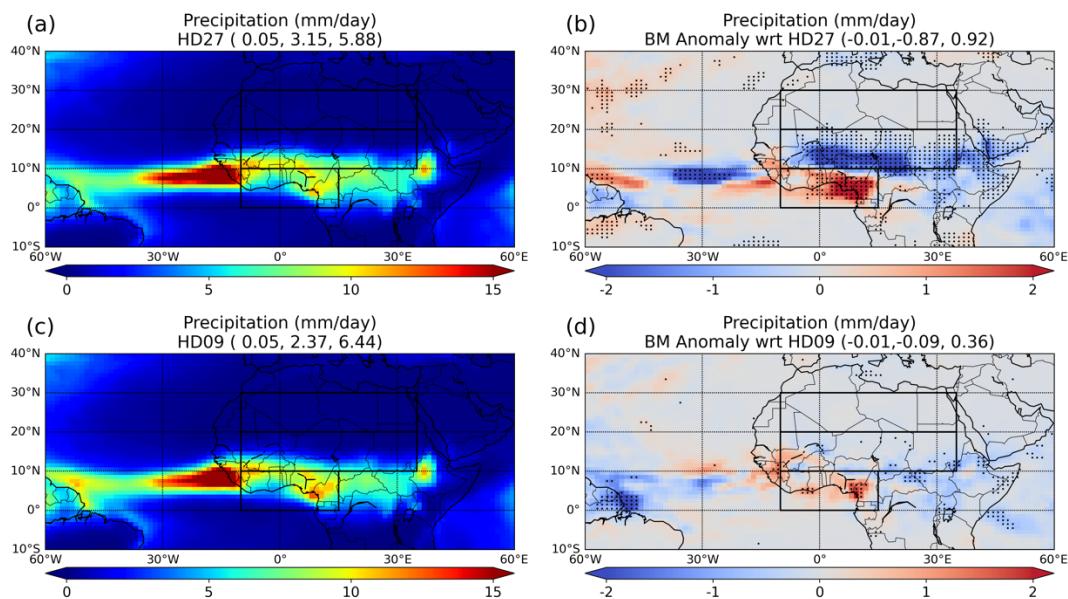 (a)
Precipitation (mm/day)
HD27 ( 0.05, 3.15, 5.88)
40°N
30°N
20°N
10°N
0°
10°S
60°W
30°W
0°
30°E
60°E
0
5
10
15
(b)
Precipitation (mm/day)
BM Anomaly wrt HD27 (-0.01,-0.87, 0.92)
40°N
30°N
20°N
10°N
0°
10°S
60°W
30°W
0°
30°E
60°E
-2
-1
0
1
2
(c)
Precipitation (mm/day)
HD09 ( 0.05, 2.37, 6.44)
40°N
30°N
20°N
10°N
0°
10°S
60°W
30°W
0°
30°E
60°E
0
5
10
15
(d)
Precipitation (mm/day)
BM Anomaly wrt HD09 (-0.01,-0.09, 0.36)
40°N
30°N
20°N
10°N
0°
10°S
60°W
30°W
0°
30°E
60°E
-2
-1
0
1
2